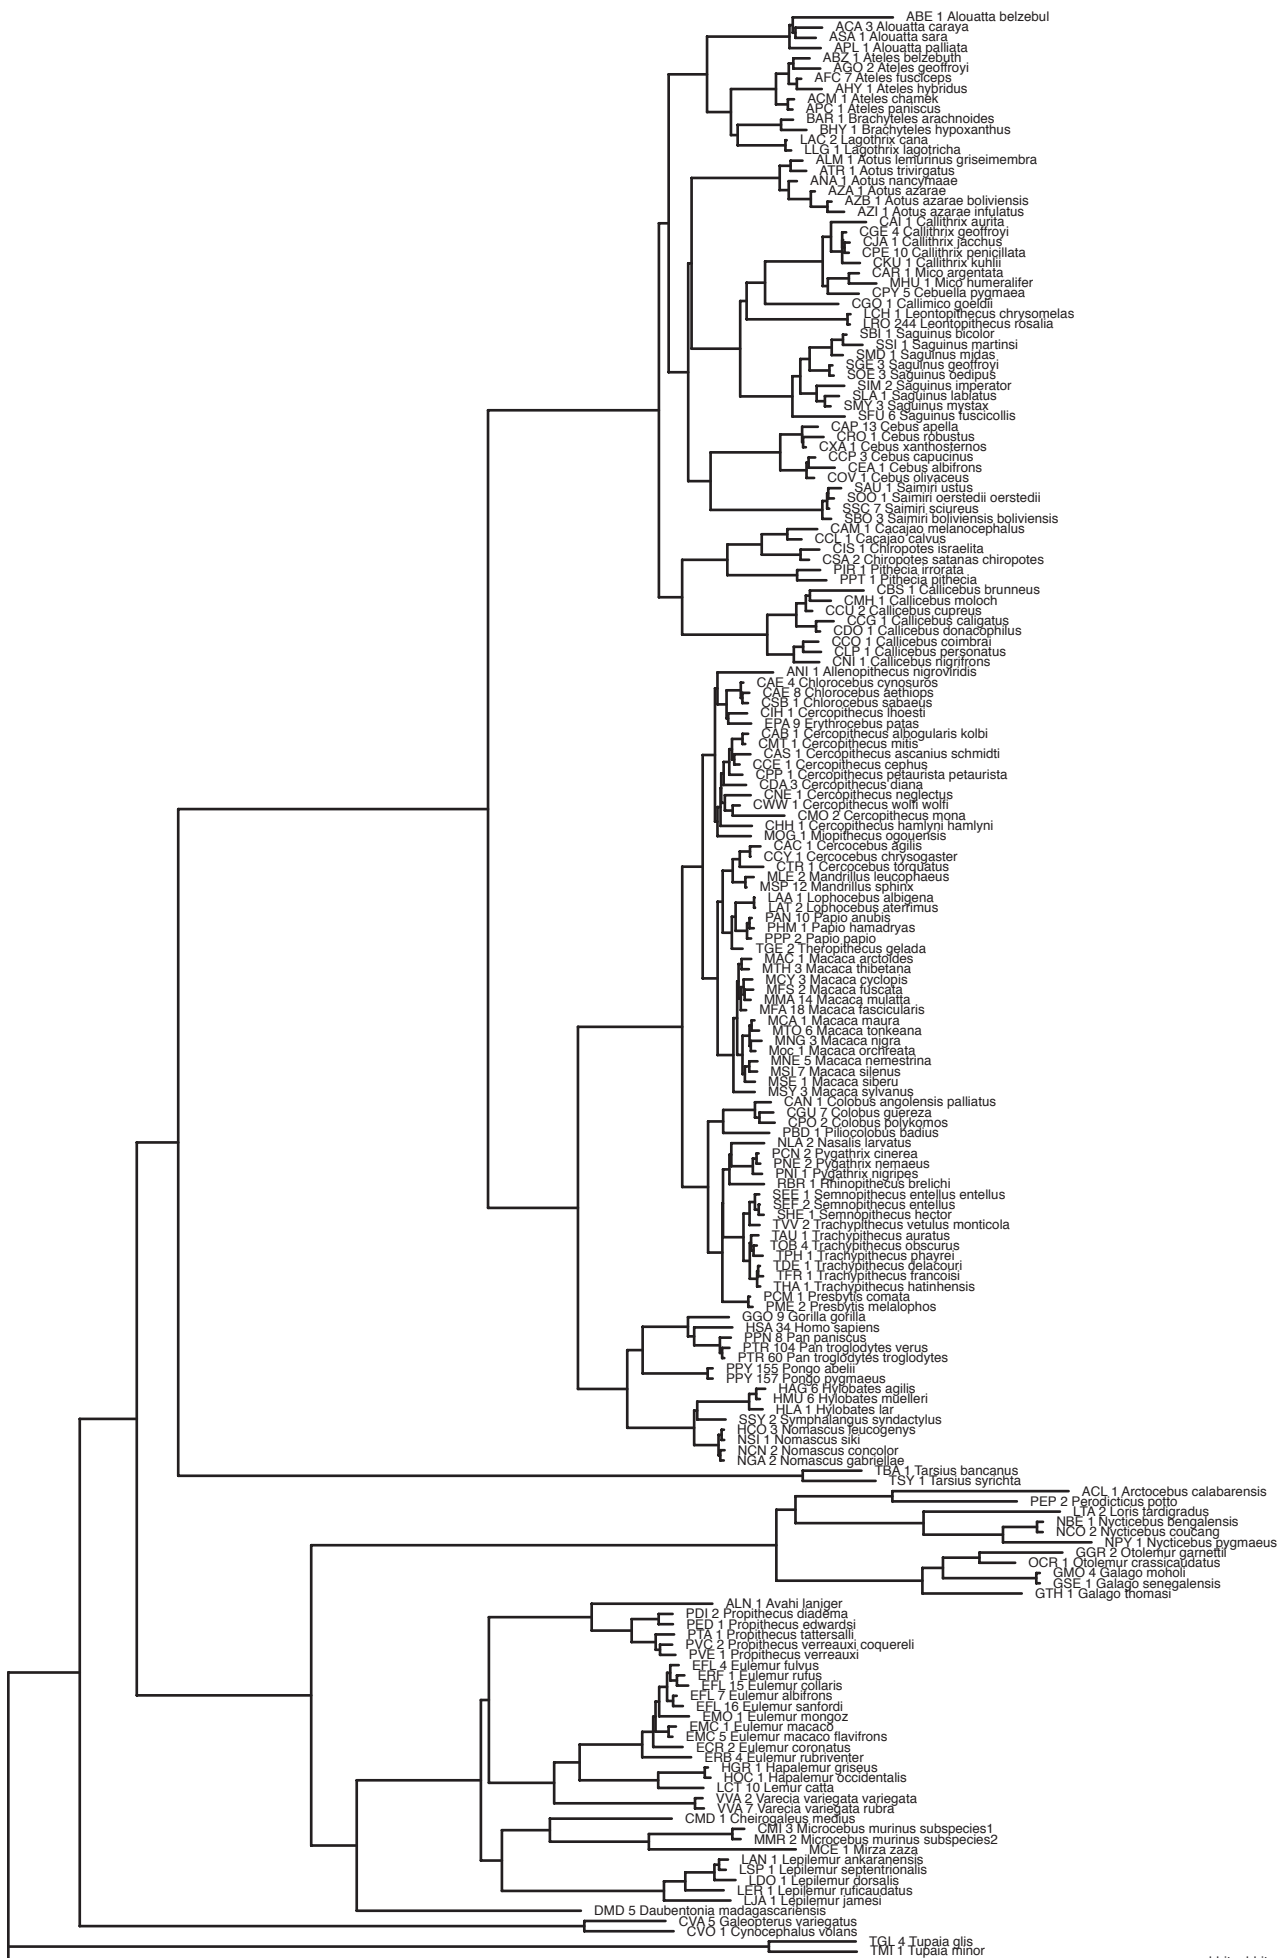 ABE 1 Alouatta belzebul
ACA 3 Alouatta caraya
ASA 1 Alouatta sara
APL 1 Alouatta palliata
ABZ 1 Ateles belzebuth
AGO 2 Ateles geoffroyi
AFC 7 Ateles fusciceps
AHY 1 Ateles hybridus
ACM 1 Ateles chamek
APC 1 Ateles paniscus
BAR 1 Brachyteles arachnoides
BHY 1 Brachyteles hypoxanthus
LAC 2 Lagothrix cana
LLG 1 Lagothrix lagotricha
ALM 1 Aotus lemurinus griseimembra
ATR 1 Aotus trivirgatus
ANA 1 Aotus nancymaae
AZA 1 Aotus azarae
AZB 1 Aotus azarae boliviensis
AZI 1 Aotus azarae infulatus
CAI 1 Callithrix aurita
CGE 4 Callithrix geoffroyi
CJA 1 Callithrix jacchus
CPE 10 Callithrix penicillata
CKU 1 Callithrix kuhlii
CAR 1 Mico argentata
MHU 1 Mico humeralifer
CPY 5 Cebuella pygmaea
CGO 1 Callimico goeldii
LCH 1 Leontopithecus chrysomelas
LRO 244 Leontopithecus rosalia
SBI 1 Saguinus bicolor
SSI 1 Saguinus martinsi
SMD 1 Saguinus midas
SGE 3 Saguinus geoffroyi
SOE 3 Saguinus oedipus
SIM 2 Saguinus imperator
SLA 1 Saguinus labiatus
SMY 3 Saguinus mystax
SFU 6 Saguinus fuscicollis
CAP 13 Cebus apella
CRO 1 Cebus robustus
CXA 1 Cebus xanthosternos
CCP 3 Cebus capucinus
CEA 1 Cebus albifrons
COV 1 Cebus olivaceus
SAU 1 Saimiri ustus
SOO 1 Saimiri oerstedii oerstedii
SSC 7 Saimiri sciureus
SBO 3 Saimiri boliviensis boliviensis
CAM 1 Cacajao melanocephalus
CCL 1 Cacajao calvus
CIS 1 Chiropotes israelita
CSA 2 Chiropotes satanas chiropotes
PIR 1 Pithecia irrorata
PPT 1 Pithecia pithecia
CBS 1 Callicebus brunneus
CMH 1 Callicebus moloch
CCU 2 Callicebus cupreus
CCG 1 Callicebus caligatus
CDO 1 Callicebus donacophilus
CCO 1 Callicebus coimbrai
CLP 1 Callicebus personatus
CNI 1 Callicebus nigrifrons
ANI 1 Allenopithecus nigroviridis
CAE 4 Chlorocebus cynosuros
CAE 8 Chlorocebus aethiops
CSB 1 Chlorocebus sabaeus
CIH 1 Cercopithecus lhoesti
EPA 9 Erythrocebus patas
CAB 1 Cercopithecus albogularis kolbi
CMT 1 Cercopithecus mitis
CAS 1 Cercopithecus ascanius schmidti
CCE 1 Cercopithecus cephus
CPP 1 Cercopithecus petaurista petaurista
CDA 3 Cercopithecus diana
CNE 1 Cercopithecus neglectus
CWW 1 Cercopithecus wolfi wolfi
CMO 2 Cercopithecus mona
CHH 1 Cercopithecus hamlyni hamlyni
MOG 1 Miopithecus ogouensis
CAC 1 Cercocebus agilis
CCY 1 Cercocebus chrysogaster
CTR 1 Cercocebus torquatus
MLE 2 Mandrillus leucophaeus
MSP 12 Mandrillus sphinx
LAA 1 Lophocebus albigena
LAT 2 Lophocebus aterrimus
PAN 10 Papio anubis
PHM 1 Papio hamadryas
PPP 2 Papio papio
TGE 2 Theropithecus gelada
MAC 1 Macaca arctoides
MTH 3 Macaca thibetana
MCY 3 Macaca cyclopis
MFS 2 Macaca fuscata
MMA 14 Macaca mulatta
MFA 18 Macaca fascicularis
MCA 1 Macaca maura
MTO 6 Macaca tonkeana
MNG 3 Macaca nigra
Moc 1 Macaca orchreata
MNE 5 Macaca nemestrina
MSI 7 Macaca silenus
MSE 1 Macaca siberu
MSY 3 Macaca sylvanus
CAN 1 Colobus angolensis palliatus
CGU 7 Colobus guereza
CPO 2 Colobus polykomos
PBD 1 Piliocolobus badius
NLA 2 Nasalis larvatus
PCN 2 Pygathrix cinerea
PNE 2 Pygathrix nemaeus
PNI 1 Pygathrix nigripes
RBR 1 Rhinopithecus brelichi
SEE 1 Semnopithecus entellus entellus
SEF 2 Semnopithecus entellus
SHE 1 Semnopithecus hector
TVV 2 Trachypithecus vetulus monticola
TAU 1 Trachypithecus auratus
TOB 4 Trachypithecus obscurus
TPH 1 Trachypithecus phayrei
TDE 1 Trachypithecus delacouri
TFR 1 Trachypithecus francoisi
THA 1 Trachypithecus hatinhensis
PCM 1 Presbytis comata
PME 2 Presbytis melalophos
GGO 9 Gorilla gorilla
HSA 34 Homo sapiens
PPN 8 Pan paniscus
PTR 104 Pan troglodytes verus
PTR 60 Pan troglodytes troglodytes
PPY 155 Pongo abelii
PPY 157 Pongo pygmaeus
HAG 6 Hylobates agilis
HMU 6 Hylobates muelleri
HLA 1 Hylobates lar
SSY 2 Symphalangus syndactylus
HCO 3 Nomascus leucogenys
NSI 1 Nomascus siki
NCN 2 Nomascus concolor
NGA 2 Nomascus gabriellae
TBA 1 Tarsius bancanus
TSY 1 Tarsius syrichta
ACL 1 Arctocebus calabarensis
PEP 2 Perodicticus potto
LTA 2 Loris tardigradus
NBE 1 Nycticebus bengalensis
NCO 2 Nycticebus coucang
NPY 1 Nycticebus pygmaeus
GGR 2 Otolemur garnettii
OCR 1 Otolemur crassicaudatus
GMO 4 Galago moholi
GSE 1 Galago senegalensis
GTH 1 Galago thomasi
ALN 1 Avahi laniger
PDI 2 Propithecus diadema
PED 1 Propithecus edwardsi
PTA 1 Propithecus tattersalli
PVC 2 Propithecus verreauxi coquereli
PVE 1 Propithecus verreauxi
EFL 4 Eulemur fulvus
ERF 1 Eulemur rufus
EFL 15 Eulemur collaris
EFL 7 Eulemur albifrons
EFL 16 Eulemur sanfordi
EMO 1 Eulemur mongoz
EMC 1 Eulemur macaco
EMC 5 Eulemur macaco flavifrons
ECR 2 Eulemur coronatus
ERB 4 Eulemur rubriventer
HGR 1 Hapalemur griseus
HOC 1 Hapalemur occidentalis
LCT 10 Lemur catta
VVA 2 Varecia variegata variegata
VVA 7 Varecia variegata rubra
CMD 1 Cheirogaleus medius
CMI 3 Microcebus murinus subspecies1
MMR 2 Microcebus murinus subspecies2
MCE 1 Mirza zaza
LAN 1 Lepilemur ankaranensis
LSP 1 Lepilemur septentrionalis
LDO 1 Lepilemur dorsalis
LER 1 Lepilemur ruficaudatus
LJA 1 Lepilemur jamesi
DMD 5 Daubentonia madagascariensis
CVA 5 Galeopterus variegatus
CVO 1 Cynocephalus volans
TGL 4 Tupaia glis
TMI 1 Tupaia minor